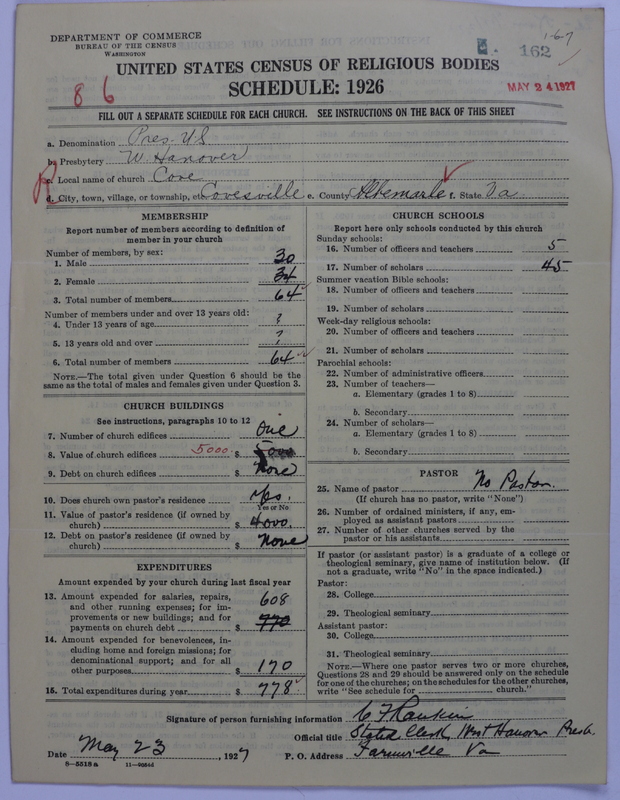 DEPARTMENT OF COMMERCE
BUREAU OF THE CENSUS
WASHINGTON
1-67
162
UNITED STATES CENSUS OF RELIGIOUS BODIES
MAY 24 1927
86
SCHEDULE: 1926
FILL OUT A SEPARATE SCHEDULE FOR EACH CHURCH. SEE INSTRUCTIONS ON THE BACK OF THIS SHEET
a. Denomination Pres. U S
b. Presbytery W. Hanover
c. Local name of church Cove
d. City, town, village, or township, etc. Covesville e. County Albemarle f. State Va
MEMBERSHIP
Report number of members according to definition of
member in your church
Number of members, by sex:
1. Male 30
2. Female 34
3. Total number of members 64
Number of members under and over 13 years old:
4. Under 13 years of age ?
5. 13 years old and over ?
6. Total number of members 64
NOTE.—The total given under Question 6 should be the
same as the total of males and females given under Question 3.
CHURCH BUILDINGS
See instructions, paragraphs 10 to 12
7. Number of church edifices One
8. Value of church edifices 5000. $ 5000
9. Debt on church edifices $ None
10. Does church own pastor's residence Yes.
Yes or No
11. Value of pastor's residence (if owned by
church) $ 4000.
12. Debt on pastor's residence (if owned by
church) $ None
EXPENDITURES
Amount expended by your church during last fiscal year
13. Amount expended for salaries, repairs, 608
and other running expenses; for im-
provements or new buildings; and for
payments on church debt $ 770
14. Amount expended for benevolences, in-
cluding home and foreign missions; for
denominational support; and for all
other purposes $ 170
15. Total expenditures during year $ 778
CHURCH SCHOOLS
Report here only schools conducted by this church
Sunday schools:
16. Number of officers and teachers 5
17. Number of scholars 45
Summer vacation Bible schools:
18. Number of officers and teachers
19. Number of scholars
Week-day religious schools:
20. Number of officers and teachers
21. Number of scholars
Parochial schools:
22. Number of administrative officers
23. Number of teachers—
a. Elementary (grades 1 to 8)
b. Secondary
24. Number of scholars—
a. Elementary (grades 1 to 8)
b. Secondary
PASTOR
25. Name of pastor No Pastor.
(If church has no pastor, write "None")
26. Number of ordained ministers, if any, em-
ployed as assistant pastors
27. Number of other churches served by the
pastor or his assistants
If pastor (or assistant pastor) is a graduate of a college or
theological seminary, give name of institution below. (If
not a graduate, write "No" in the space indicated.)
Pastor:
28. College
29. Theological seminary
Assistant pastor:
30. College
31. Theological seminary
NOTE.—Where one pastor serves two or more churches,
Questions 28 and 29 should be answered only on the schedule
for one of the churches; on the schedules for the other churches,
write "See schedule for church."
Signature of person furnishing information C F Rankin
Official title Stated Clerk, West Hanover Presb.
Date May 23, 1927 P. O. Address Farmville Va
8—5518 a